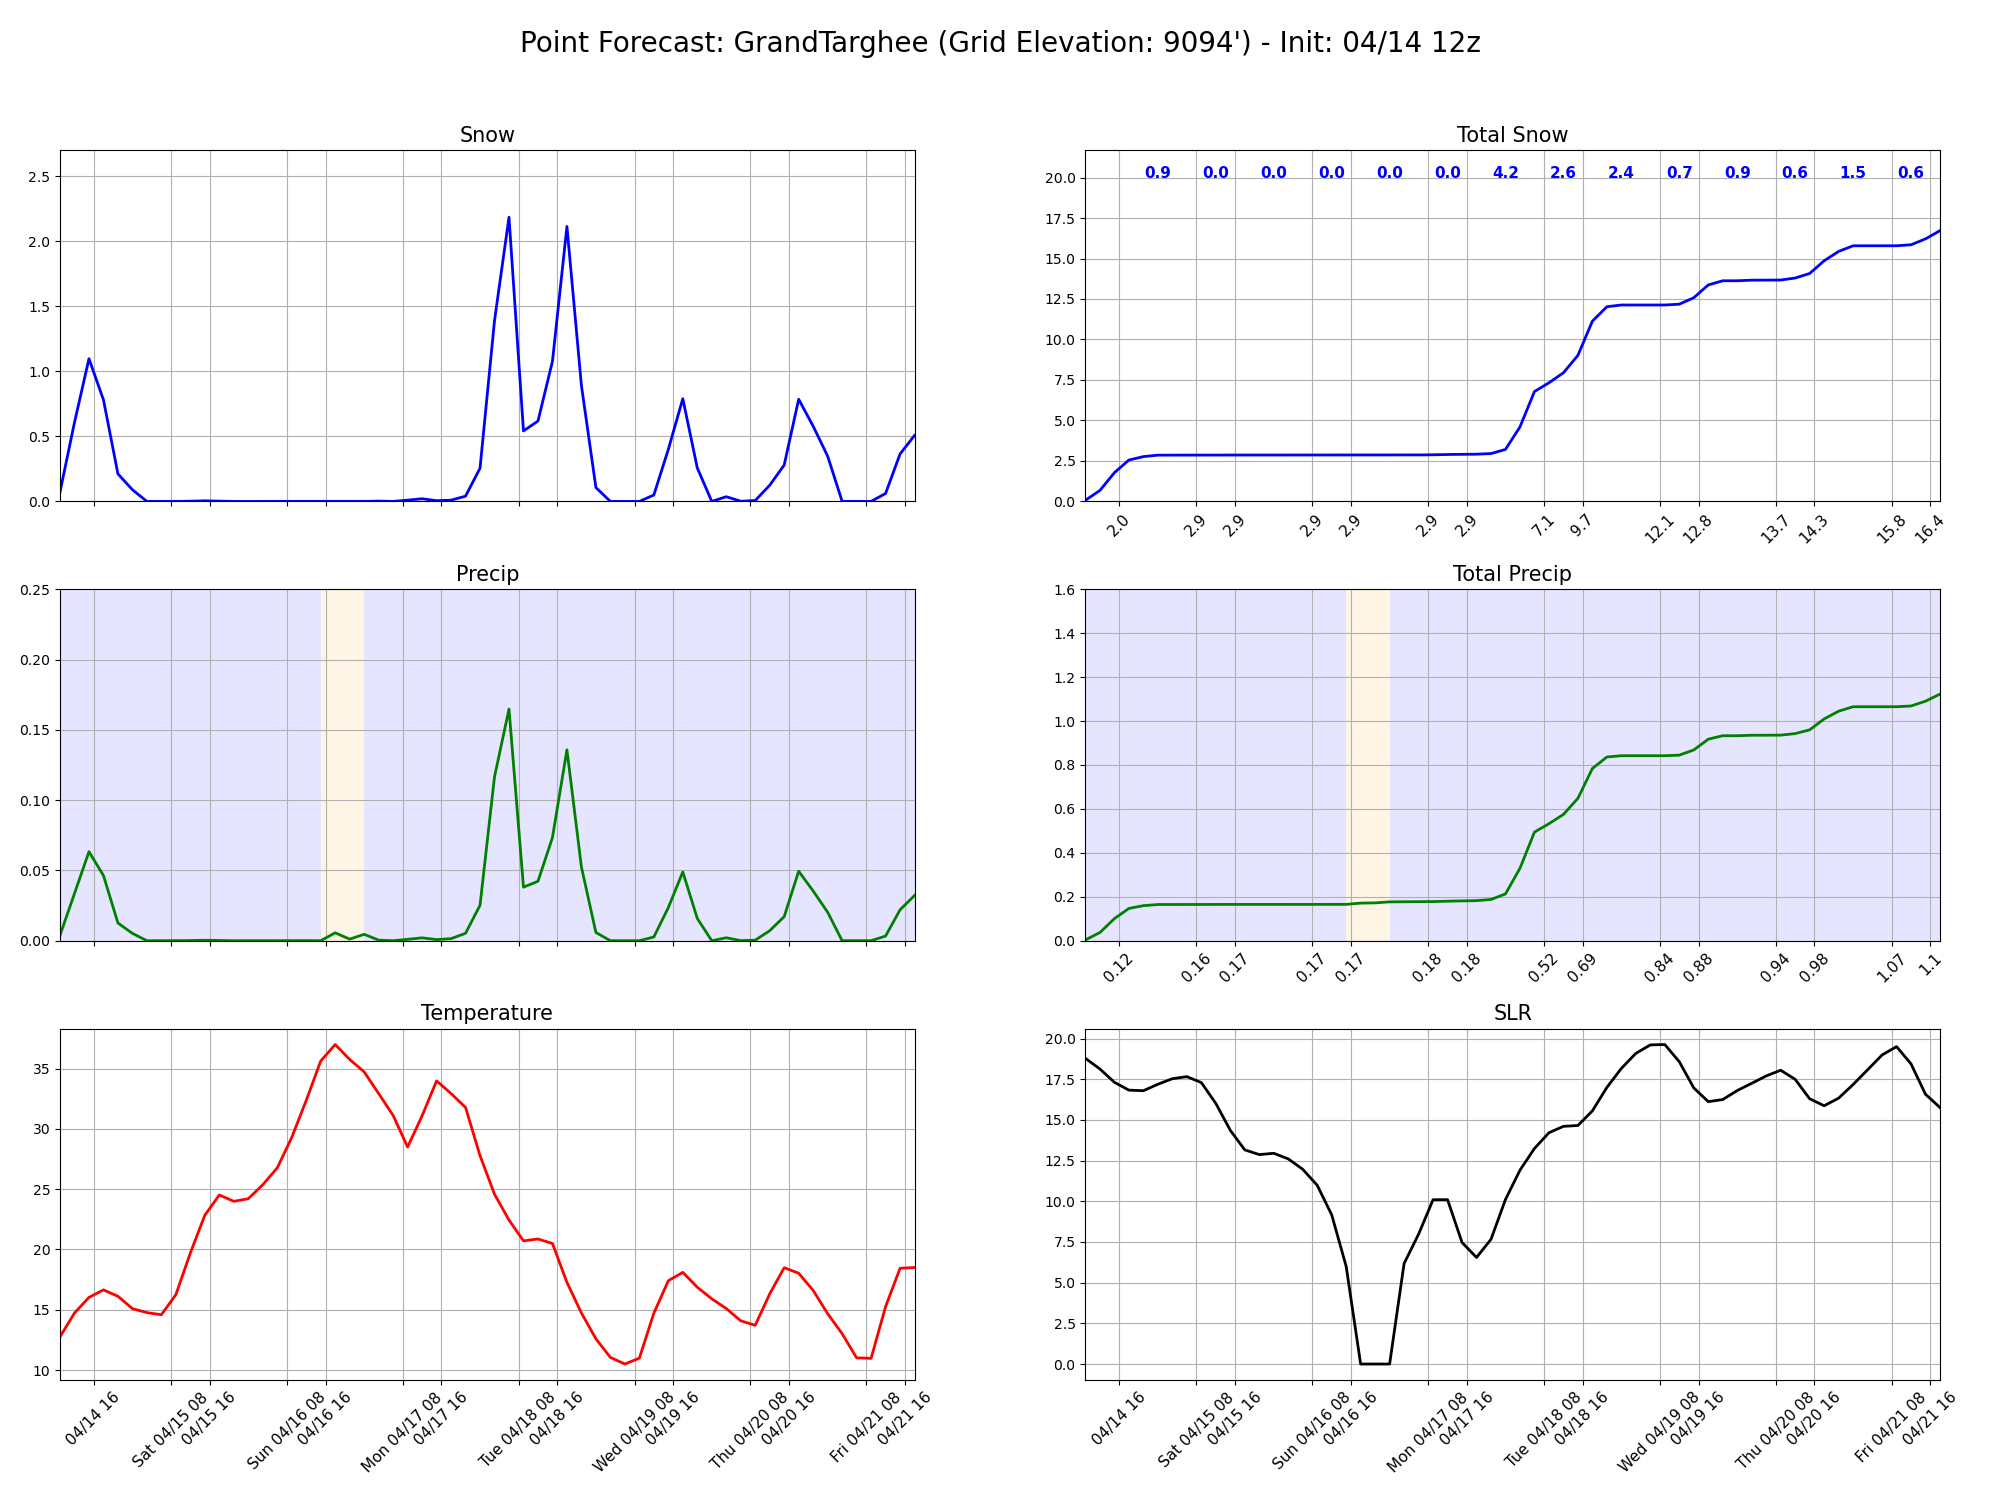 Point Forecast: GrandTarghee (Grid Elevation: 9094') - Init: 04/14 12z
Snow
2.5
2.0
1.5
1.0
0.5
0.0
Total Snow
0.9 0.0 0.0 0.0 0.0 0.0 4.2 2.6 2.4 0.7 0.9 0.6 1.5 0.6
20.0
17.5
15.0
12.5
10.0
7.5
5.0
2.5
0.0
2.0 2.9 2.9 2.9 2.9 2.9 2.9 7.1 9.7 12.1 12.8 13.7 14.3 15.8 16.4
Precip
0.25
0.20
0.15
0.10
0.05
0.00
Total Precip
1.6
1.4
1.2
1.0
0.8
0.6
0.4
0.2
0.0
0.12 0.16 0.17 0.17 0.17 0.18 0.18 0.52 0.69 0.84 0.88 0.94 0.98 1.07 1.1
Temperature
35
30
25
20
15
10
04/14 16
Sat 04/15 08
04/15 16
Sun 04/16 08
04/16 16
Mon 04/17 08
04/17 16
Tue 04/18 08
04/18 16
Wed 04/19 08
04/19 16
Thu 04/20 08
04/20 16
Fri 04/21 08
04/21 16
SLR
20.0
17.5
15.0
12.5
10.0
7.5
5.0
2.5
0.0
04/14 16
Sat 04/15 08
04/15 16
Sun 04/16 08
04/16 16
Mon 04/17 08
04/17 16
Tue 04/18 08
04/18 16
Wed 04/19 08
04/19 16
Thu 04/20 08
04/20 16
Fri 04/21 08
04/21 16